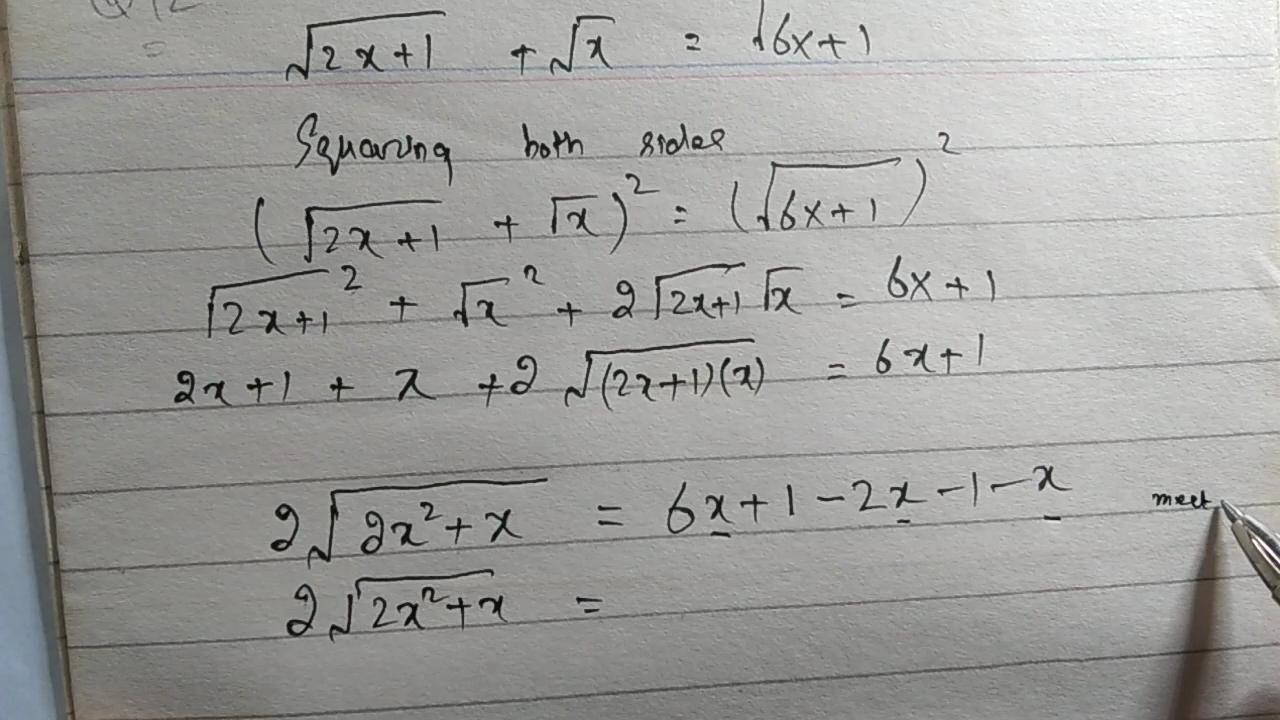 = √2x+1 + √x = √6x+1
Squaring both sides
(√2x+1 + √x)² = (√6x+1)²
√2x+1² + √x² + 2√2x+1 √x = 6x+1
2x+1 + x +2 √(2x+1)(x) = 6x+1
2√2x²+x = 6x+1-2x-1-x meet
2√2x²+x =